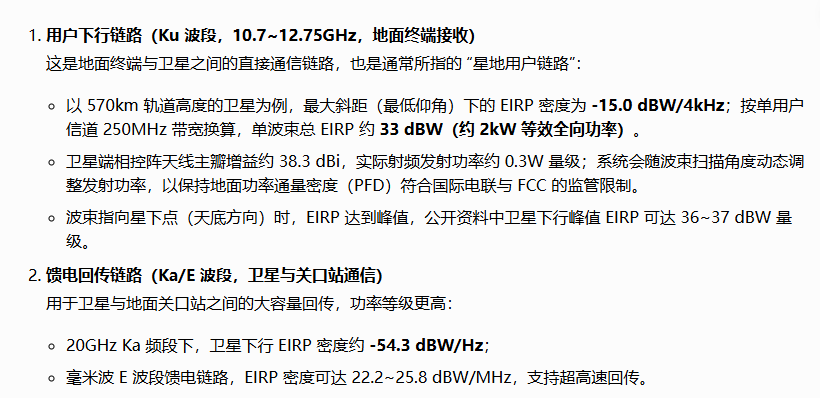 1. 用户下行链路（Ku 波段，10.7~12.75GHz，地面终端接收）
这是地面终端与卫星之间的直接通信链路，也是通常所指的 “星地用户链路”：
○ 以 570km 轨道高度的卫星为例，最大斜距（最低仰角）下的 EIRP 密度为 -15.0 dBW/4kHz；按单用户
信道 250MHz 带宽换算，单波束总 EIRP 约 33 dBW（约 2kW 等效全向功率）。
○ 卫星端相控阵天线主瓣增益约 38.3 dBi，实际射频发射功率约 0.3W 量级；系统会随波束扫描角度动态调
整发射功率，以保持地面功率通量密度（PFD）符合国际电联与 FCC 的监管限制。
○ 波束指向星下点（天底方向）时，EIRP 达到峰值，公开资料中卫星下行峰值 EIRP 可达 36~37 dBW 量
级。
2. 馈电回传链路（Ka/E 波段，卫星与关口站通信）
用于卫星与地面关口站之间的大容量回传，功率等级更高：
○ 20GHz Ka 频段下，卫星下行 EIRP 密度约 -54.3 dBW/Hz；
○ 毫米波 E 波段馈电链路，EIRP 密度可达 22.2~25.8 dBW/MHz，支持超高速回传。